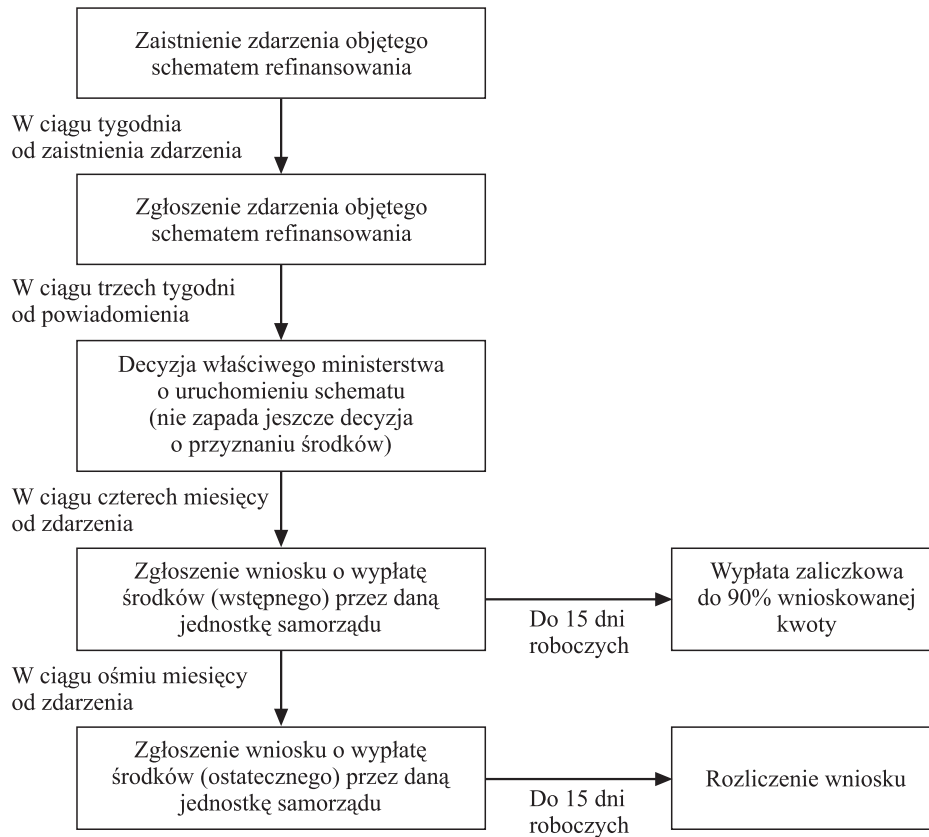 Zaistnienie zdarzenia objętego
schematem refinansowania
W ciągu tygodnia
od zaistnienia zdarzenia
Zgłoszenie zdarzenia objętego
schematem refinansowania
W ciągu trzech tygodni
od powiadomienia
Decyzja właściwego ministerstwa
o uruchomieniu schematu
(nie zapada jeszcze decyzja
o przyznaniu środków)
W ciągu czterech miesięcy
od zdarzenia
Zgłoszenie wniosku o wypłatę
środków (wstępnego) przez daną
jednostkę samorządu
Do 15 dni
roboczych
Wypłata zaliczkowa
do 90% wnioskowanej
kwoty
W ciągu ośmiu miesięcy
od zdarzenia
Zgłoszenie wniosku o wypłatę
środków (ostatecznego) przez daną
jednostkę samorządu
Do 15 dni
roboczych
Rozliczenie wniosku